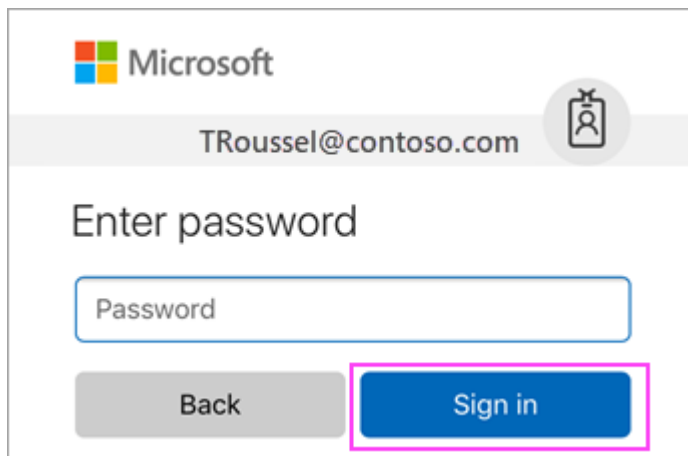 Microsoft
TRoussel@contoso.com
Enter password
Password
Back
Sign in